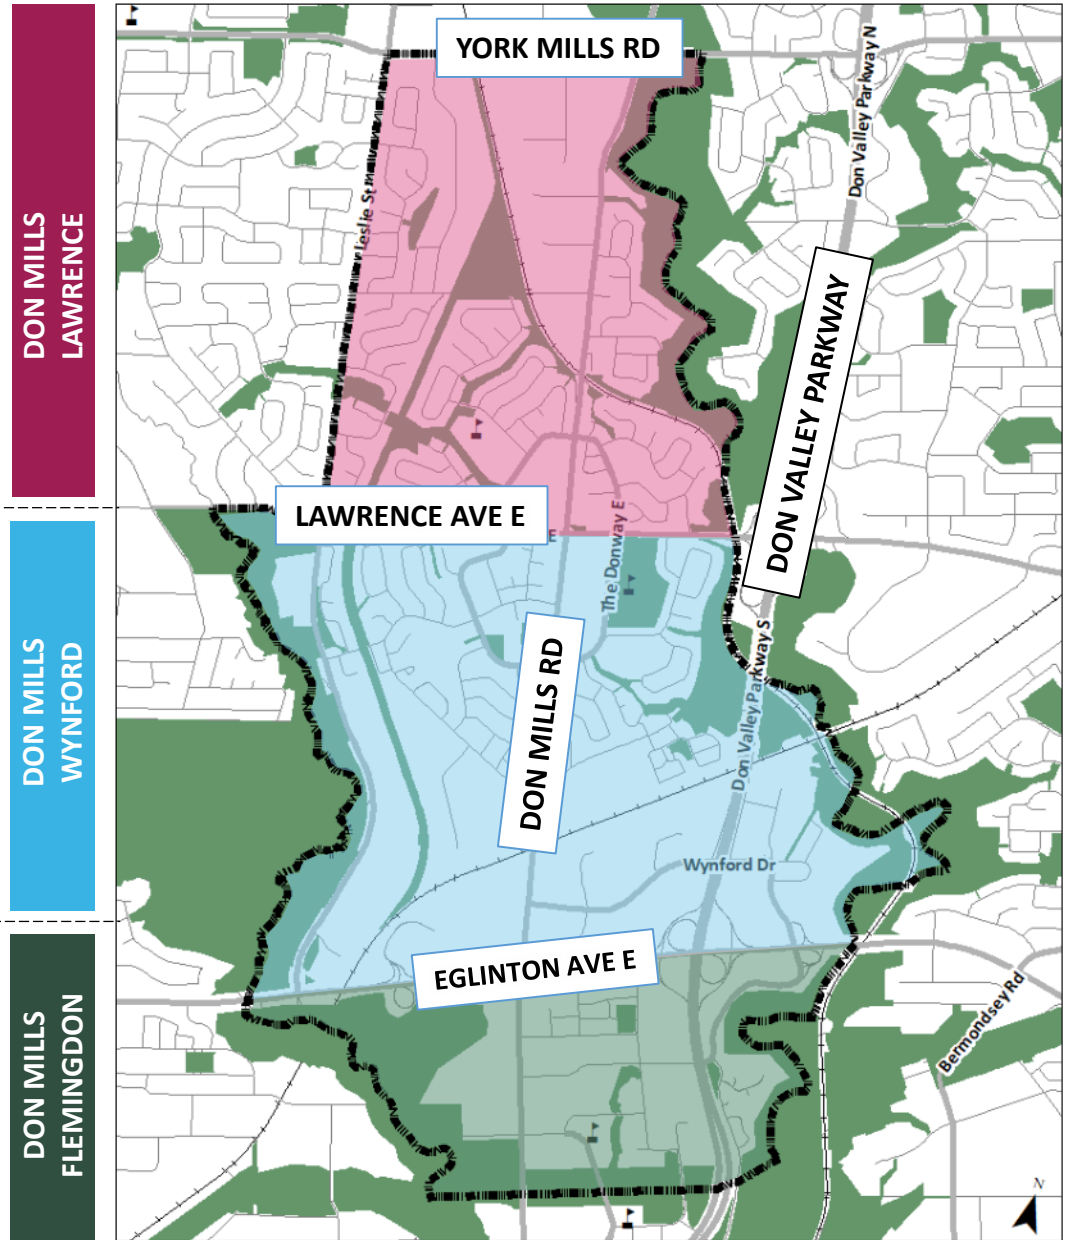 YORK MILLS RD
Don Valley Parkway N
Leslie St
DON MILLS
LAWRENCE
DON VALLEY PARKWAY
LAWRENCE AVE E
E
The Donway E
DON MILLS RD
Don Valley Parkway S
DON MILLS
WYNFORD
Wynford Dr
EGLINTON AVE E
Bermondsey Rd
DON MILLS
FLEMINGDON
N